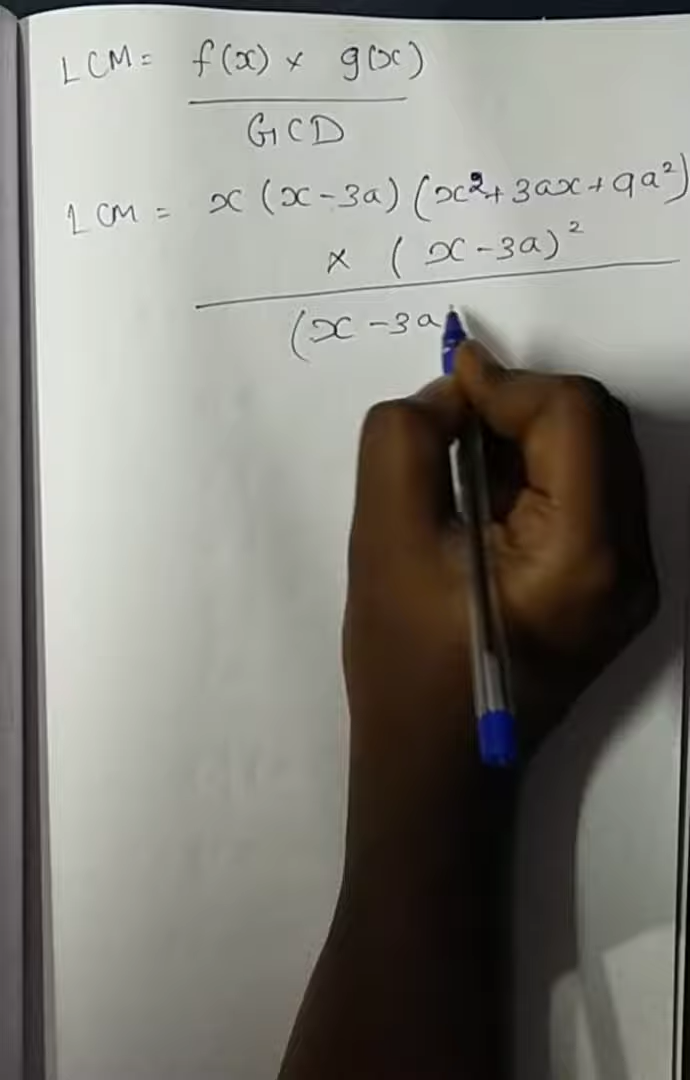 LCM = f(x) × g(x)
GCD
LCM = x (x - 3a) (x² + 3ax + 9a²)
× (x - 3a)²
(x - 3a